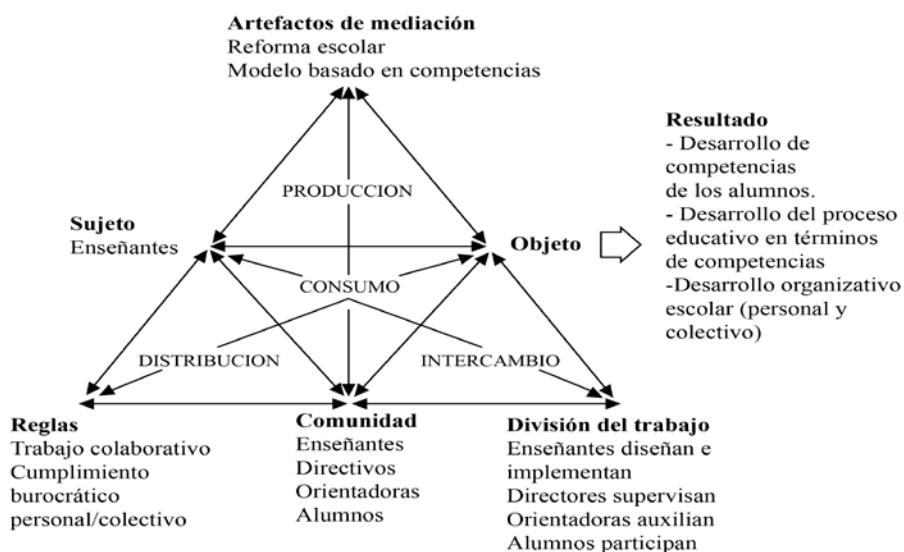 Artefactos de mediación
Reforma escolar
Modelo basado en competencias
PRODUCCION
Sujeto
Enseñantes
Objeto
Resultado
- Desarrollo de
competencias
de los alumnos.
- Desarrollo del proceso
educativo en términos
de competencias
-Desarrollo organizativo
escolar (personal y
colectivo)
CONSUMO
DISTRIBUCION
INTERCAMBIO
Reglas
Trabajo colaborativo
Cumplimiento
burocrático
personal/colectivo
Comunidad
Enseñantes
Directivos
Orientadoras
Alumnos
División del trabajo
Enseñantes diseñan e
implementan
Directores supervisan
Orientadoras auxilian
Alumnos participan